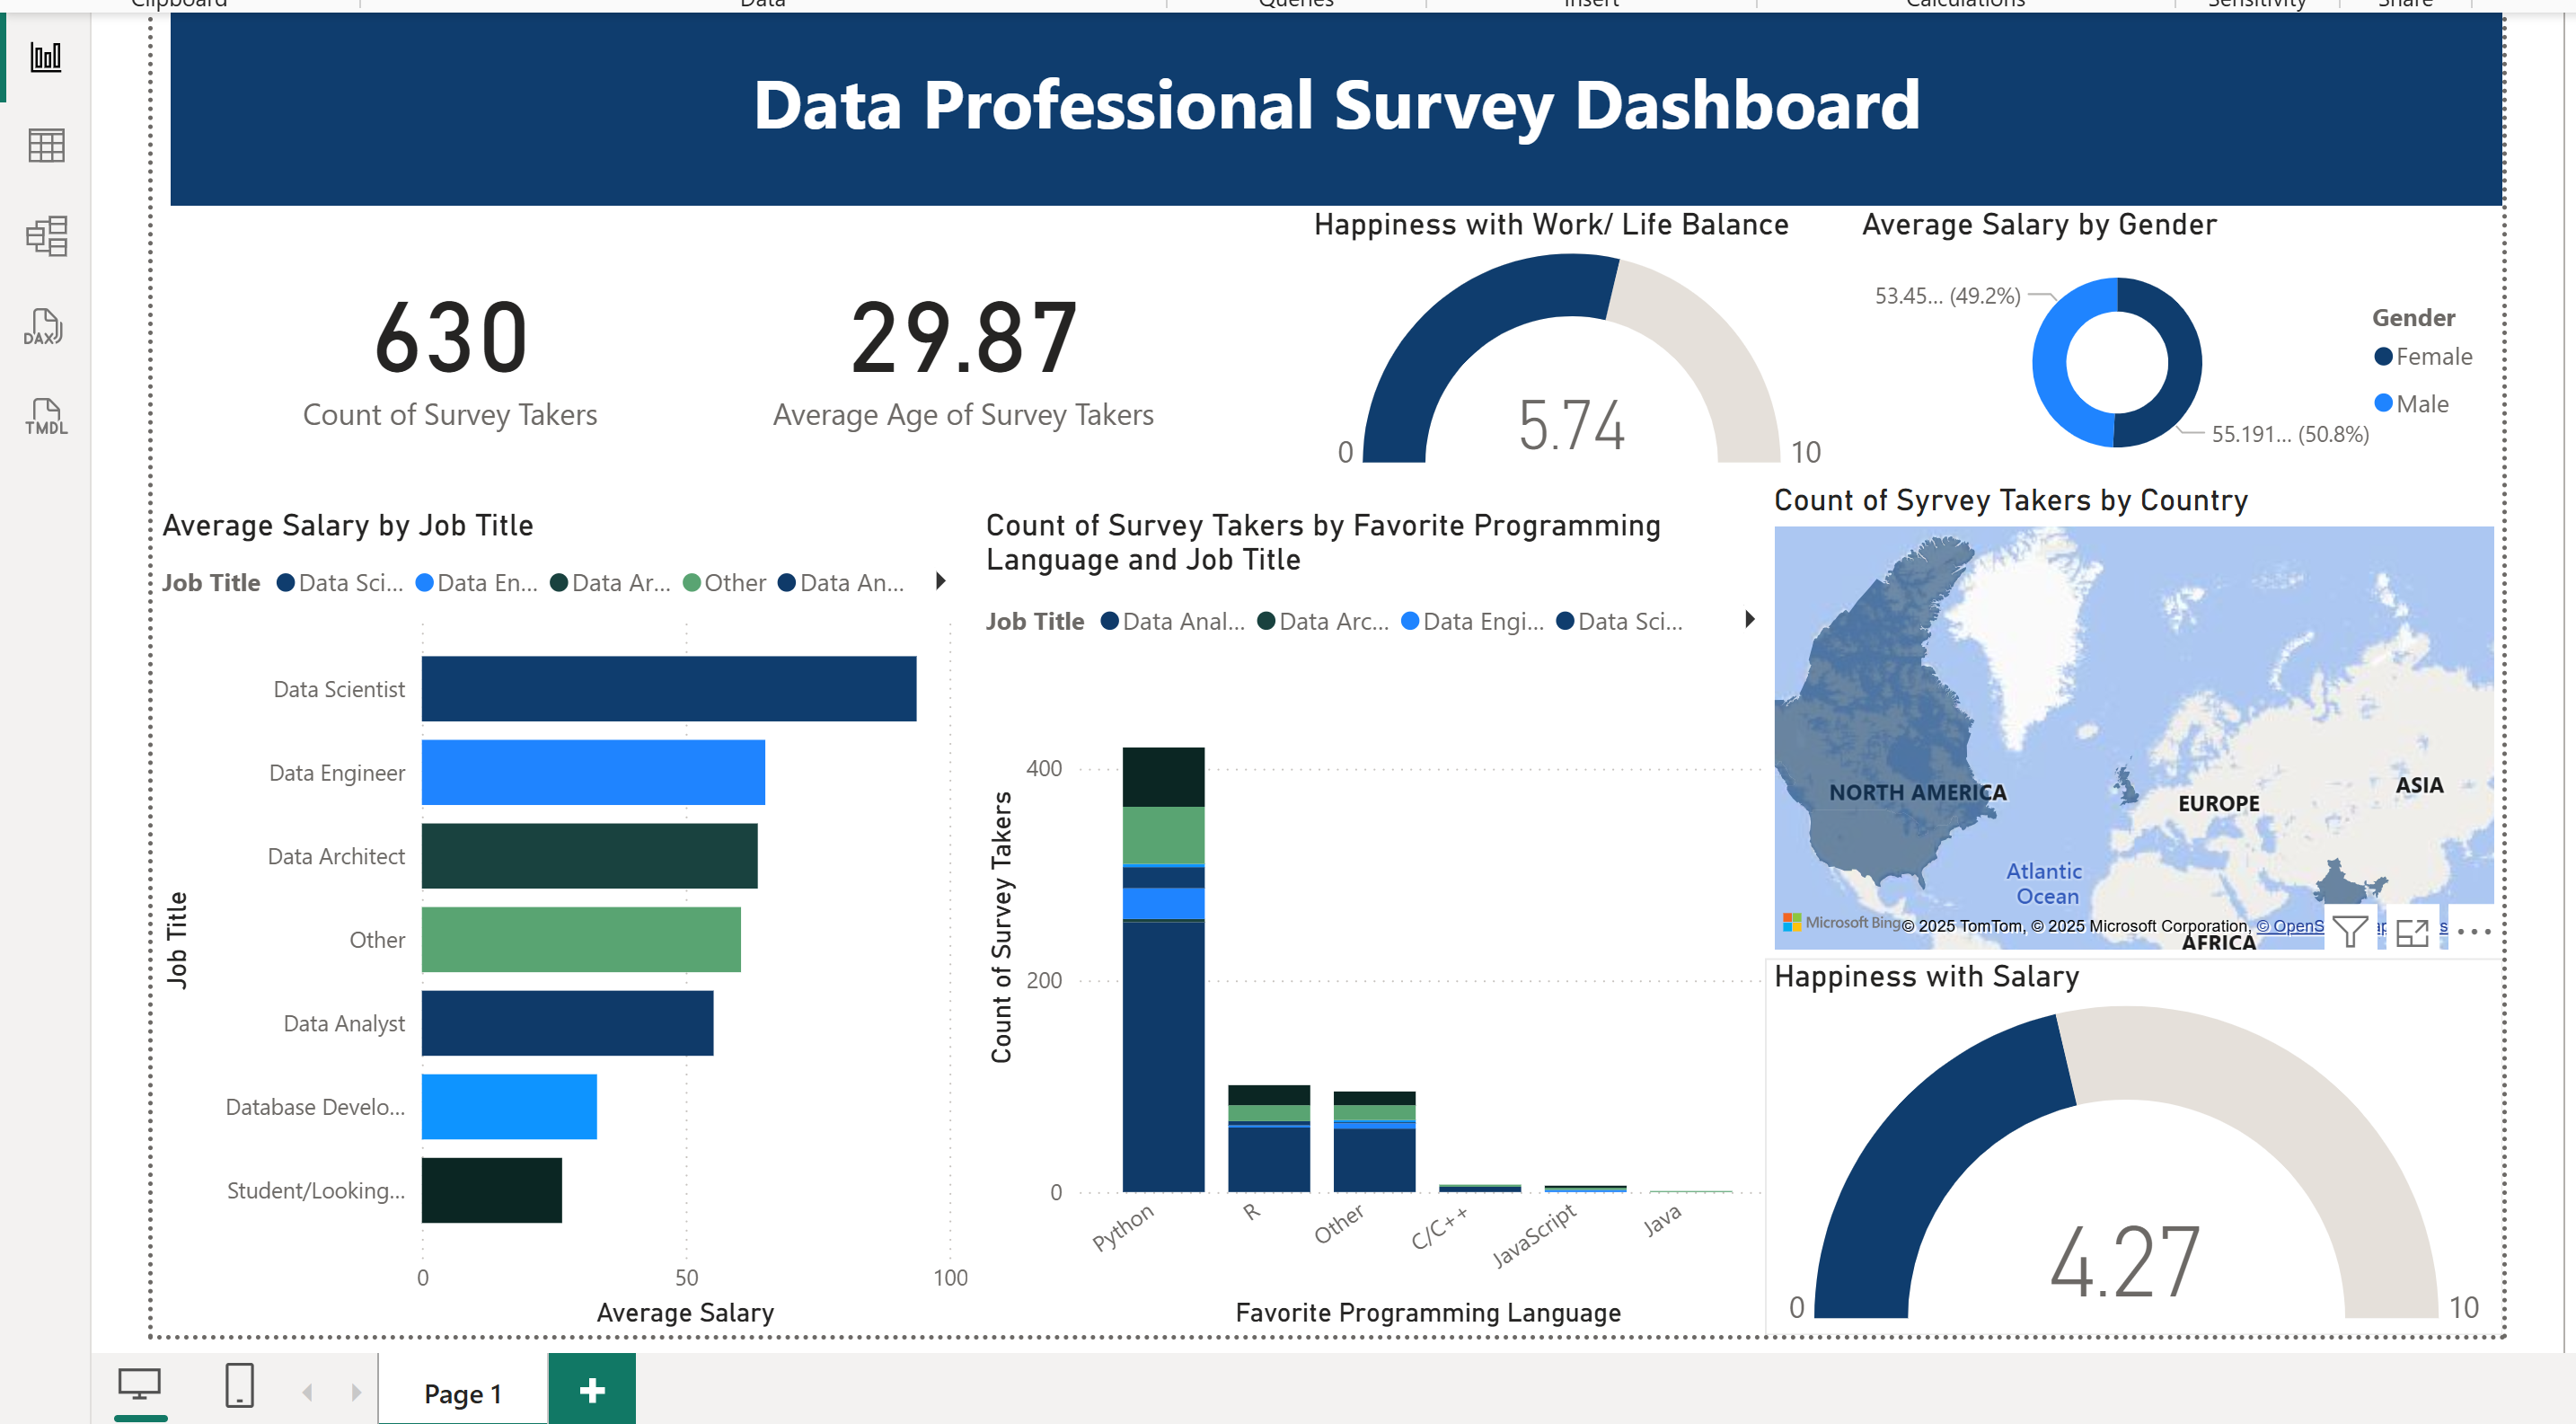 Clipboard
Data
Queries
Insert
Calculations
Sensitivity
Share
Data Professional Survey Dashboard
DAX
TMDL
630
Count of Survey Takers
29.87
Average Age of Survey Takers
Happiness with Work/ Life Balance
5.74
0
10
Average Salary by Gender
53.45... (49.2%)
55.191... (50.8%)
Gender
Female
Male
Average Salary by Job Title
Job Title Data Sci... Data En... Data Ar... Other Data An...
Job Title
Data Scientist
Data Engineer
Data Architect
Other
Data Analyst
Database Develo...
Student/Looking...
0 50 100
Average Salary
Count of Survey Takers by Favorite Programming
Language and Job Title
Job Title Data Anal... Data Arc... Data Engi... Data Sci...
Count of Survey Takers
400
200
0
Python R Other C/C++ JavaScript Java
Favorite Programming Language
Count of Syrvey Takers by Country
NORTH AMERICA
EUROPE
ASIA
Atlantic
Ocean
AFRICA
Microsoft Bing © 2025 TomTom, © 2025 Microsoft Corporation, © OpenS
Happiness with Salary
4.27
0
10
Page 1